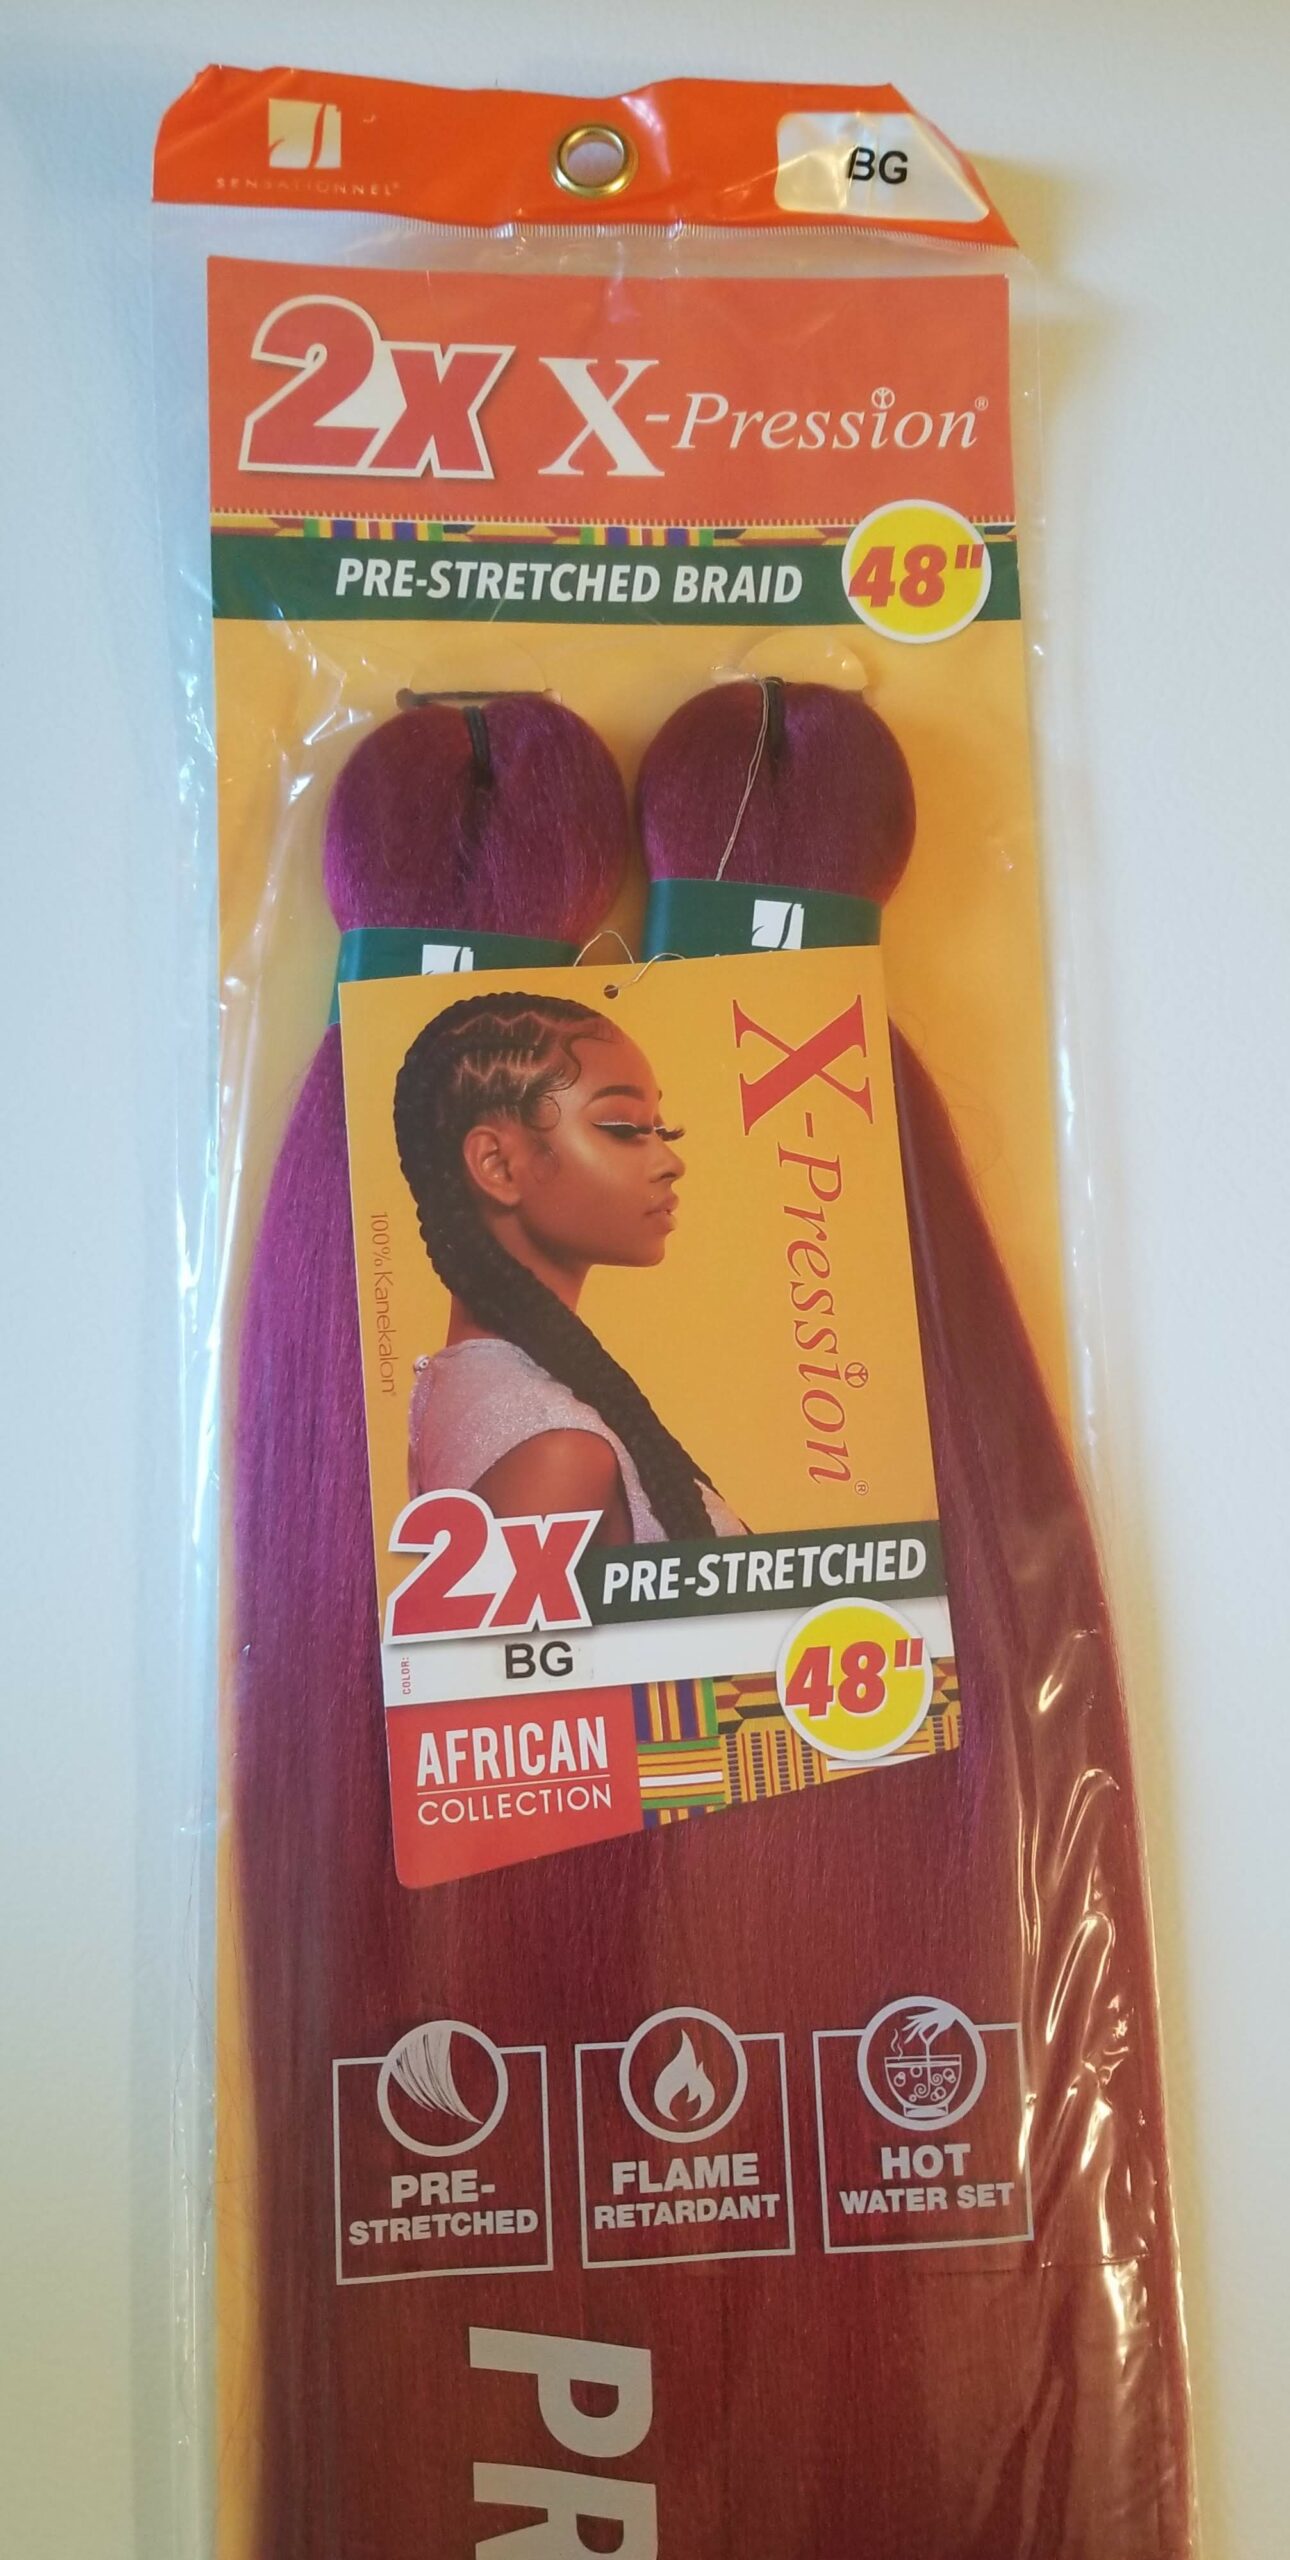 SENSATIONNEL®
BG
2X X-Pression®
PRE-STRETCHED BRAID 48"
X-Pression®
100% Kanekalon®
2X PRE-STRETCHED
COLOR: BG
48"
AFRICAN
COLLECTION
PRE-
STRETCHED
FLAME
RETARDANT
HOT
WATER SET
PR